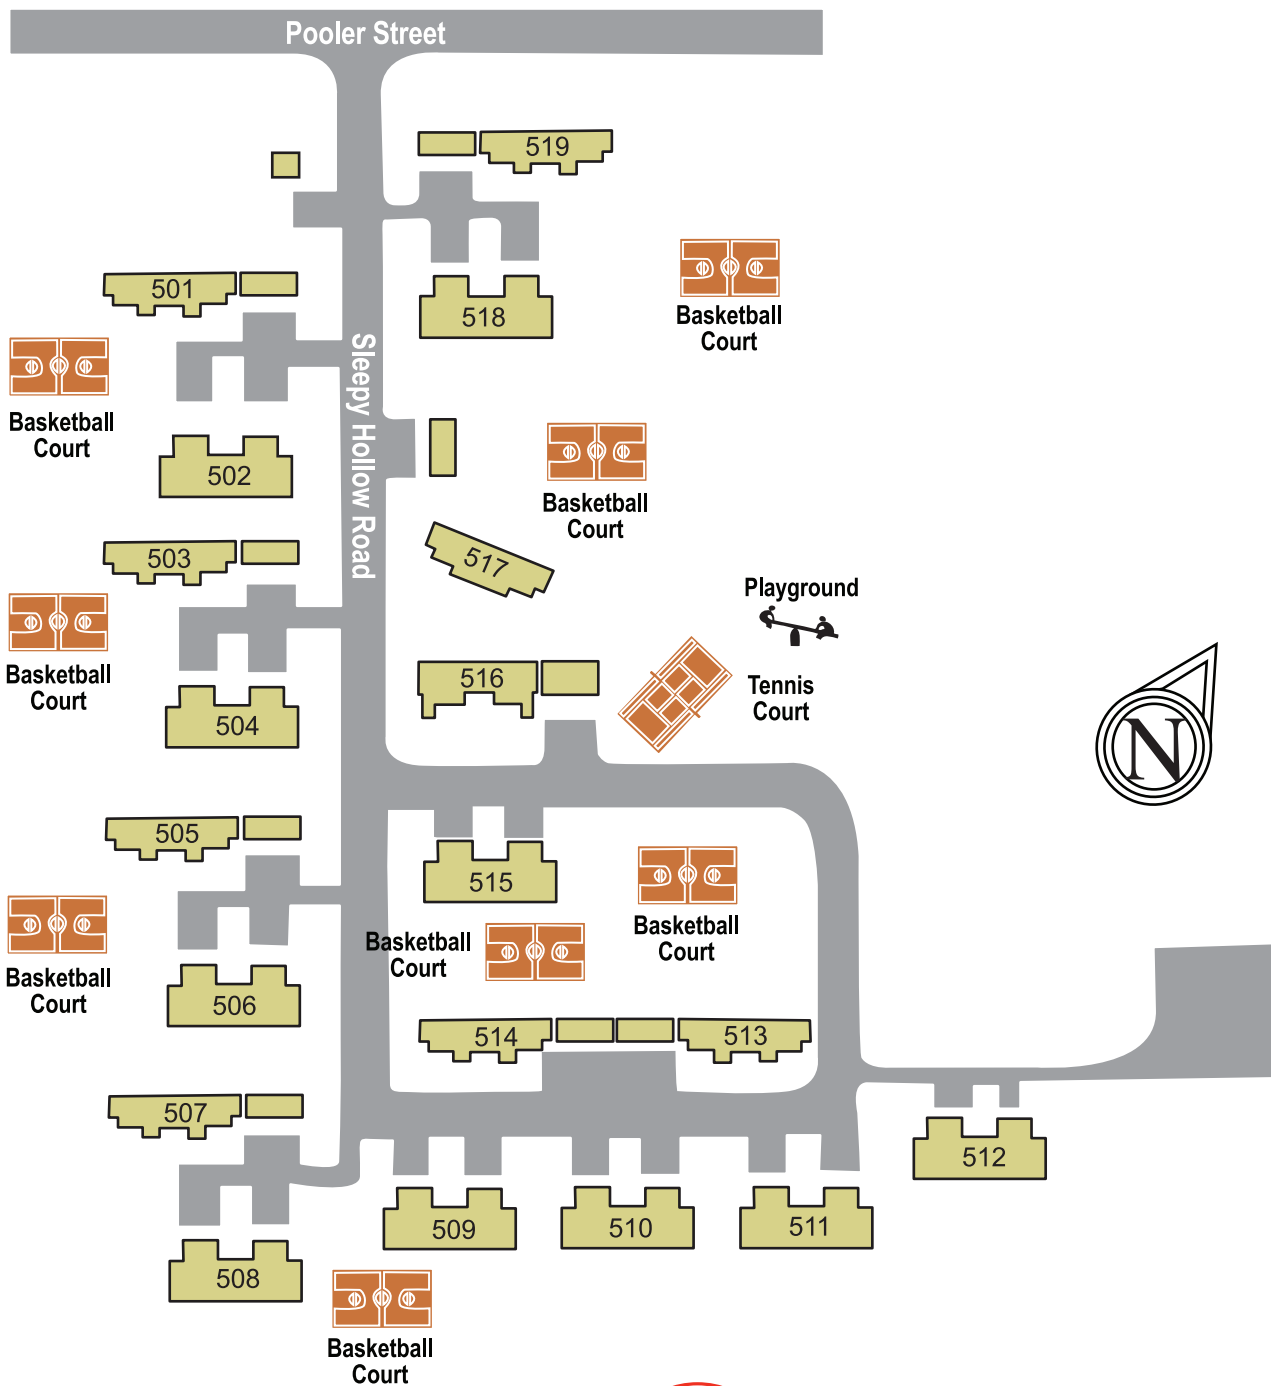 Pooler Street
519
501
518
Basketball
Court
Sleepy Hollow Road
Basketball
Court
502
Basketball
Court
503
517
Playground
Basketball
Court
516
Tennis
Court
504
N
505
515
Basketball
Court
Basketball
Court
Basketball
Court
506
514
513
507
512
509
510
511
508
Basketball
Court